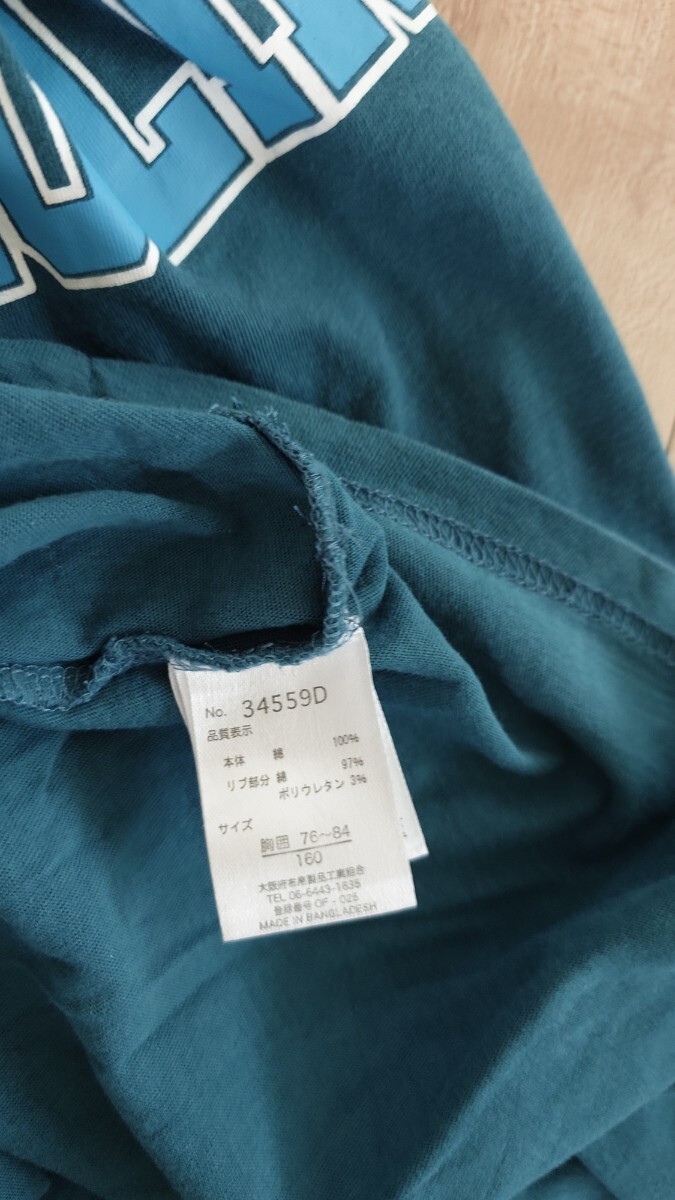 No. 34559D
品質表示
本体 綿 100%
リブ部分 綿 97%
ポリウレタン 3%
サイズ
胸囲 76～84
160
大阪府布帛製品工業組合
TEL 06-6443-1635
登録番号 OF - 026
MADE IN BANGLADESH